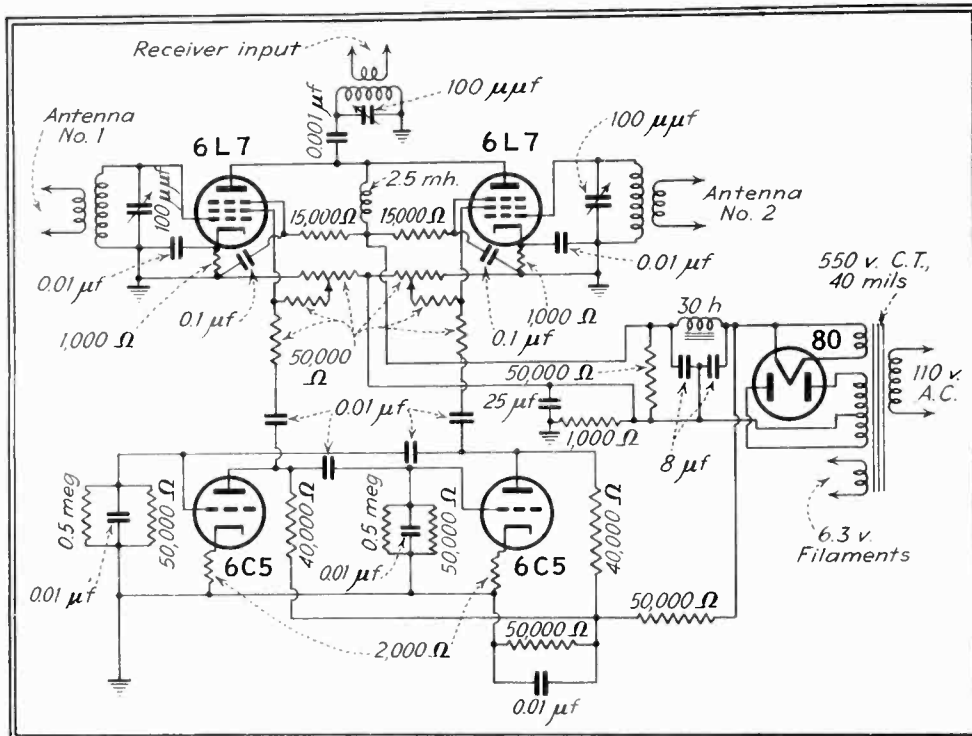 Receiver input
100 μμf
0.001 μf
Antenna
No. 1
6L7
6L7
100 μμf
2.5 mh.
100 μμf
15,000 Ω
15000 Ω
Antenna
No. 2
0.01 μf
0.01 μf
550 v. C.T.,
40 mils
0.1 μf
1,000 Ω
0.1 μf
1,000 Ω
30 h
80
50,000
Ω
50,000
Ω
110 v.
A.C.
25 μf
0.01 μf
1,000 Ω
8 μf
0.5 meg
50,000 Ω
40,000 Ω
0.5 meg
50,000 Ω
40,000 Ω
6.3 v.
Filaments
6C5
6C5
0.01 μf
0.01 μf
50,000 Ω
2,000 Ω
50,000 Ω
0.01 μf